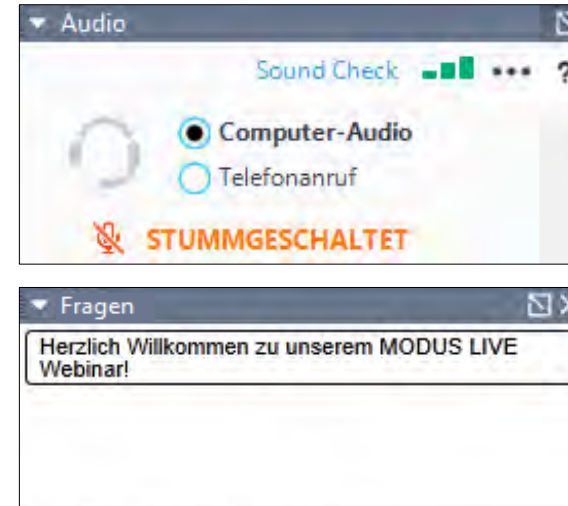 Audio
Sound Check ?
Computer-Audio
Telefonanruf
STUMMGESCHALTET
Fragen
Herzlich Willkommen zu unserem MODUS LIVE
Webinar!